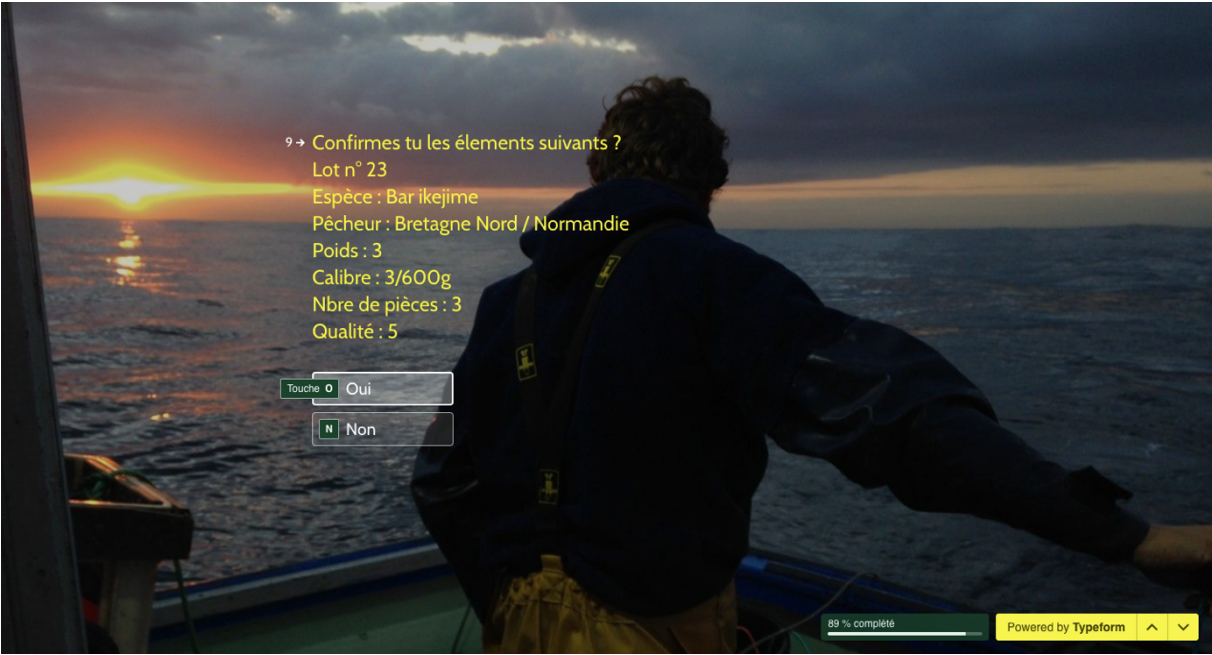 9→ Confirmes tu les élements suivants ?
Lot n° 23
Espèce : Bar ikejime
Pêcheur : Bretagne Nord / Normandie
Poids : 3
Calibre : 3/600g
Nbre de pièces : 3
Qualité : 5
Touche O Oui
N Non
89 % complété
Powered by Typeform